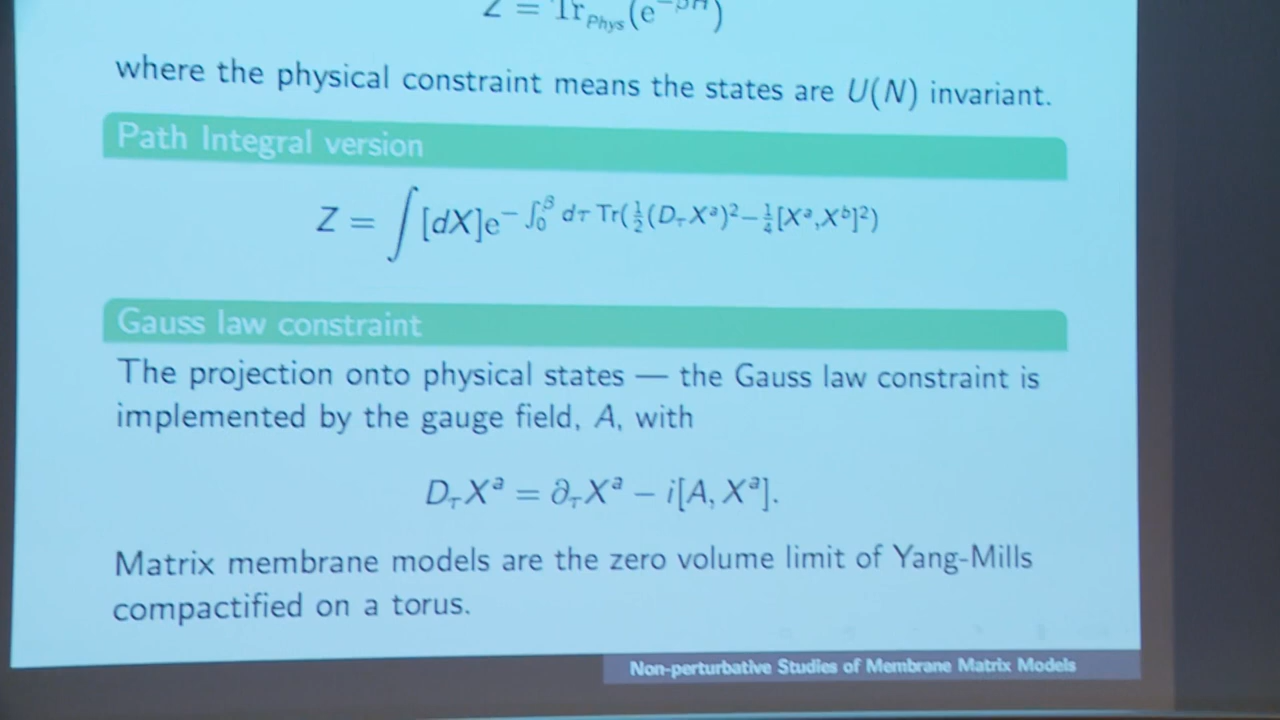 Z = Tr_Phys(e^−βH)
where the physical constraint means the states are U(N) invariant.
Path Integral version
Z = ∫[dX]e^{−∫₀^β dτ Tr(½(D_τX^a)²−¼[X^a,X^b]²)}
Gauss law constraint
The projection onto physical states — the Gauss law constraint is
implemented by the gauge field, A, with
D_τX^a = ∂_τX^a − i[A, X^a].
Matrix membrane models are the zero volume limit of Yang-Mills
compactified on a torus.
Non-perturbative Studies of Membrane Matrix Models